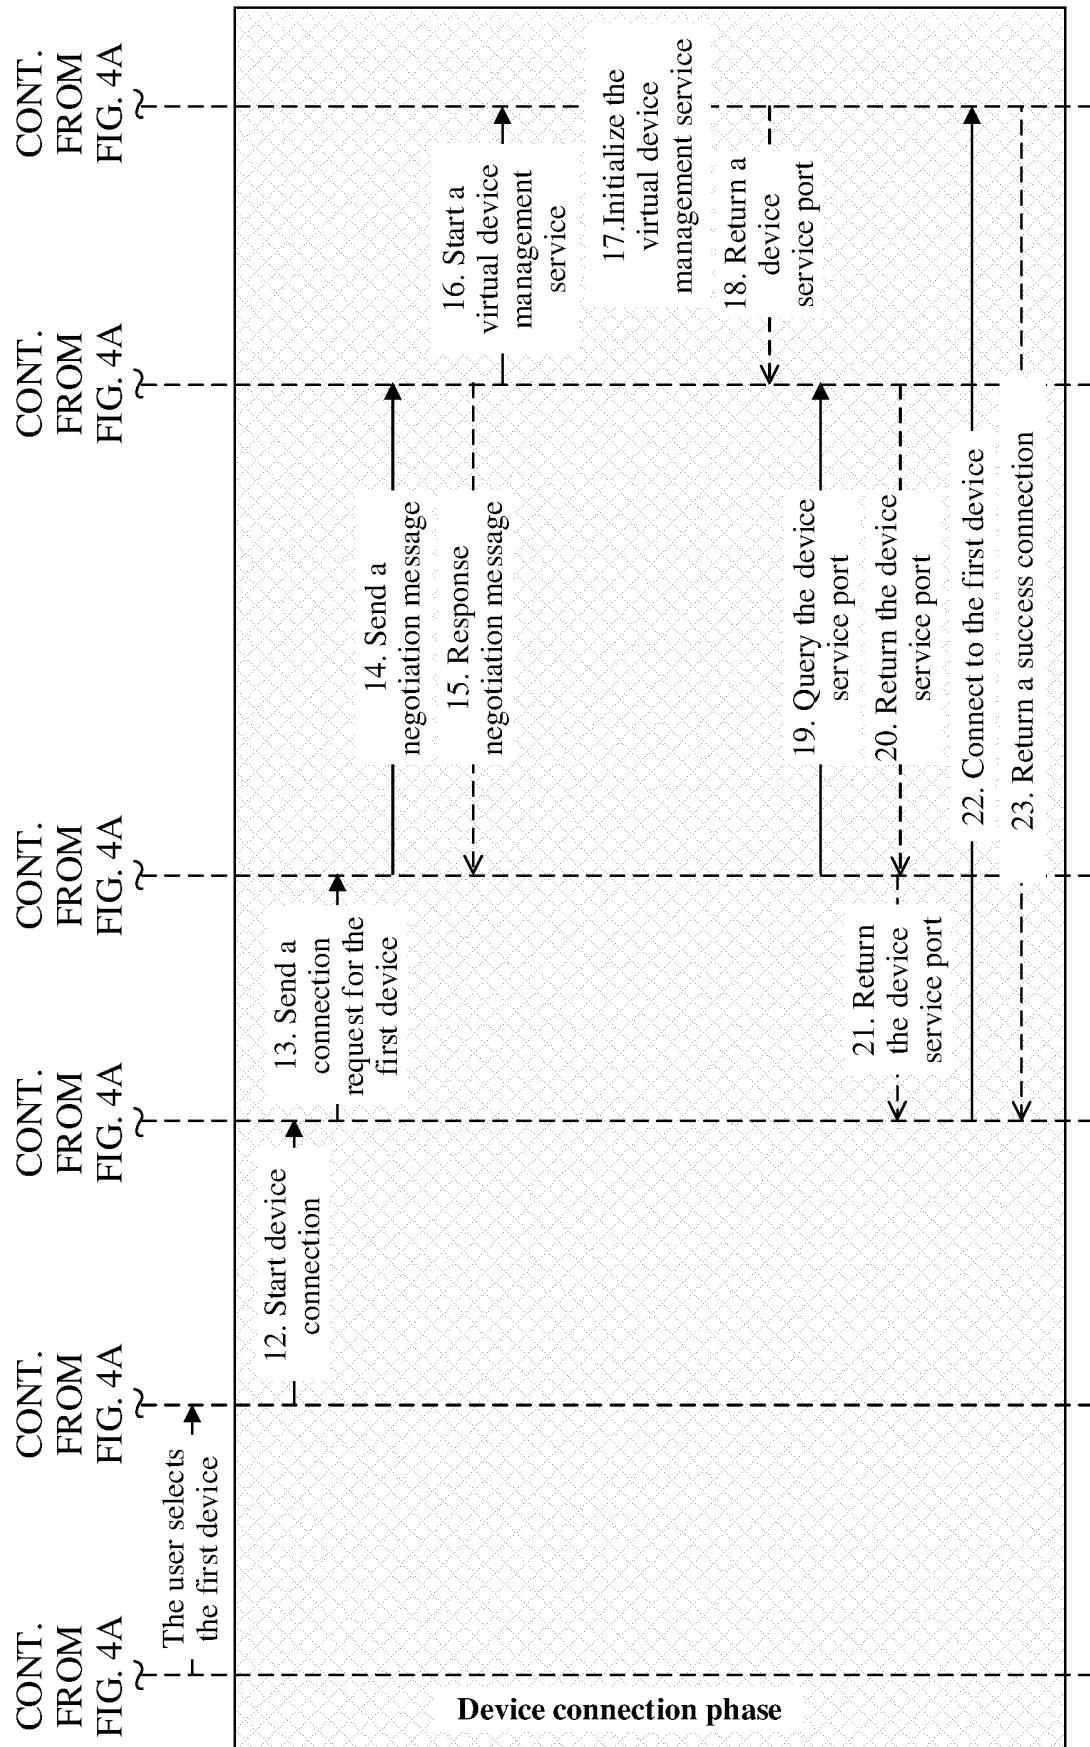 CONT.
FROM
FIG. 4A
CONT.
FROM
FIG. 4A
CONT.
FROM
FIG. 4A
CONT.
FROM
FIG. 4A
CONT.
FROM
FIG. 4A
CONT.
FROM
FIG. 4A
The user selects
the first device
Device connection phase
12. Start device
connection
13. Send a
connection
request for the
first device
14. Send a
negotiation message
15. Response
negotiation message
16. Start a
virtual device
management
service
17.Initialize the
virtual device
management service
18. Return a
device
service port
19. Query the device
service port
20. Return the device
service port
21. Return
the device
service port
22. Connect to the first device
23. Return a success connection